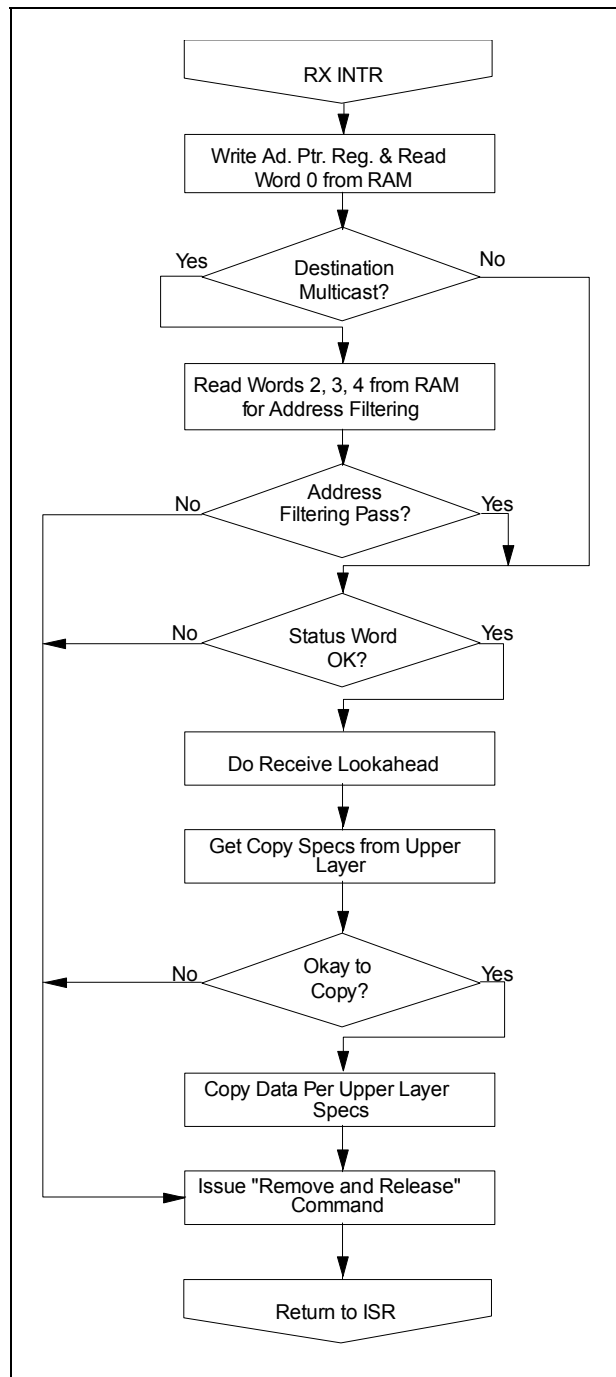 RX INTR
Write Ad. Ptr. Reg. & Read
Word 0 from RAM
Yes
No
Destination
Multicast?
Read Words 2, 3, 4 from RAM
for Address Filtering
No
Address
Yes
Filtering Pass?
No
Status Word
Yes
OK?
Do Receive Lookahead
Get Copy Specs from Upper
Layer
No
Okay to
Yes
Copy?
Copy Data Per Upper Layer
Specs
Issue "Remove and Release"
Command
Return to ISR